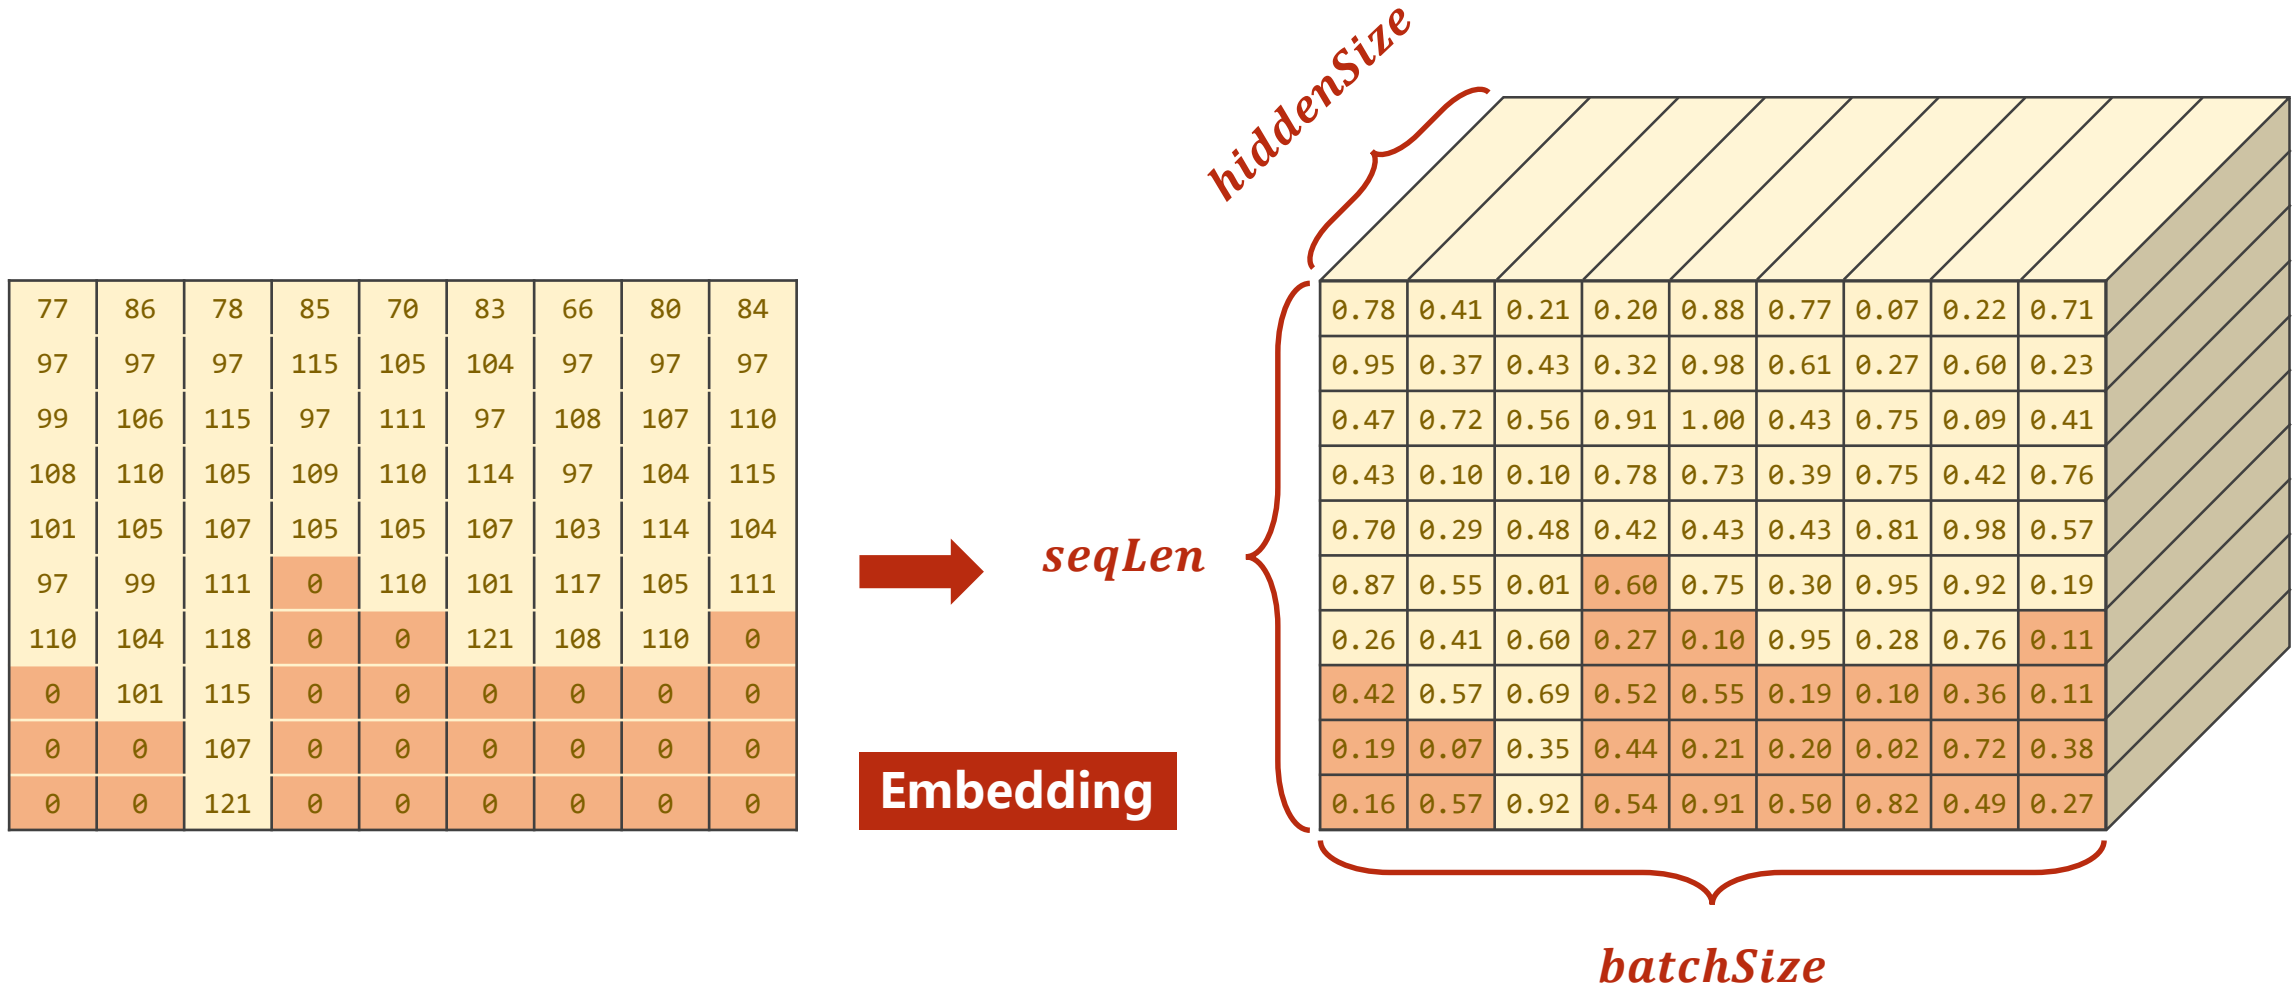 hiddenSize
77 86 78 85 70 83 66 80 84
97 97 97 115 105 104 97 97 97
99 106 115 97 111 97 108 107 110
108 110 105 109 110 114 97 104 115
101 105 107 105 105 107 103 114 104
97 99 111 0 110 101 117 105 111
110 104 118 0 0 121 108 110 0
0 101 115 0 0 0 0 0 0
0 0 107 0 0 0 0 0 0
0 0 121 0 0 0 0 0 0
Embedding
seqLen
0.78 0.41 0.21 0.20 0.88 0.77 0.07 0.22 0.71
0.95 0.37 0.43 0.32 0.98 0.61 0.27 0.60 0.23
0.47 0.72 0.56 0.91 1.00 0.43 0.75 0.09 0.41
0.43 0.10 0.10 0.78 0.73 0.39 0.75 0.42 0.76
0.70 0.29 0.48 0.42 0.43 0.43 0.81 0.98 0.57
0.87 0.55 0.01 0.60 0.75 0.30 0.95 0.92 0.19
0.26 0.41 0.60 0.27 0.10 0.95 0.28 0.76 0.11
0.42 0.57 0.69 0.52 0.55 0.19 0.10 0.36 0.11
0.19 0.07 0.35 0.44 0.21 0.20 0.02 0.72 0.38
0.16 0.57 0.92 0.54 0.91 0.50 0.82 0.49 0.27
batchSize